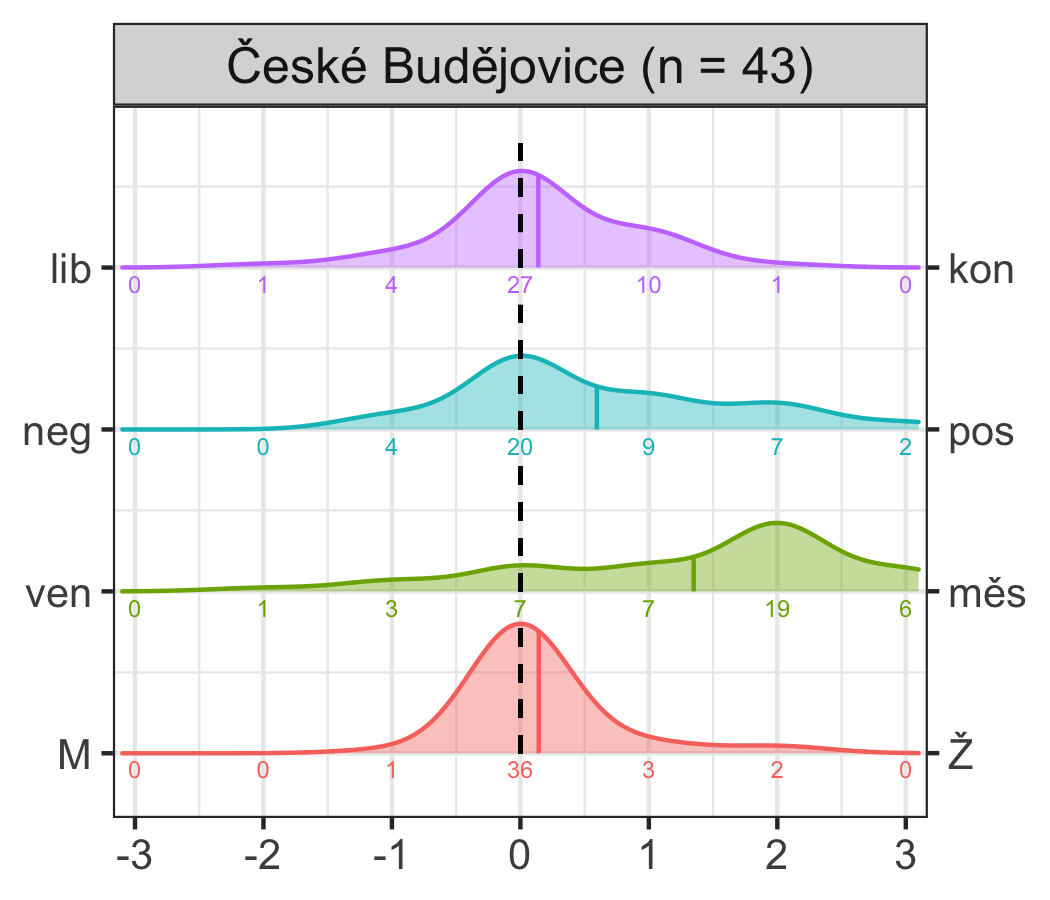 České Budějovice (n = 43)
lib kon
0 1 4 27 10 1 0
neg pos
0 0 4 20 9 7 2
ven měs
0 1 3 7 7 19 6
M Ž
0 0 1 36 3 2 0
-3 -2 -1 0 1 2 3